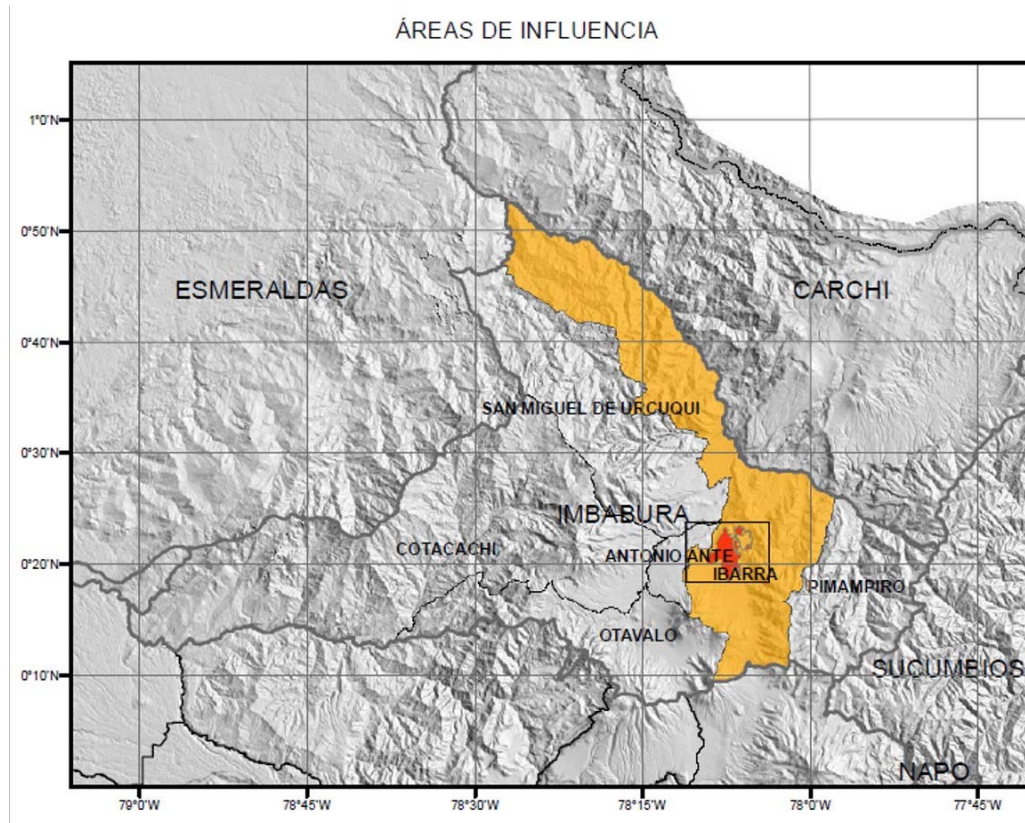 ÁREAS DE INFLUENCIA
1°0'N
0°50'N
ESMERALDAS
CARCHI
0°40'N
SAN MIGUEL DE URCUQUI
0°30'N
IMBABURA
COTACACHI
ANTONIO ANTE
0°20'N
IBARRA
PIMAMPIRO
OTAVALO
0°10'N
SUCUMBIOS
NAPO
79°0'W
78°45'W
78°30'W
78°15'W
78°0'W
77°45'W